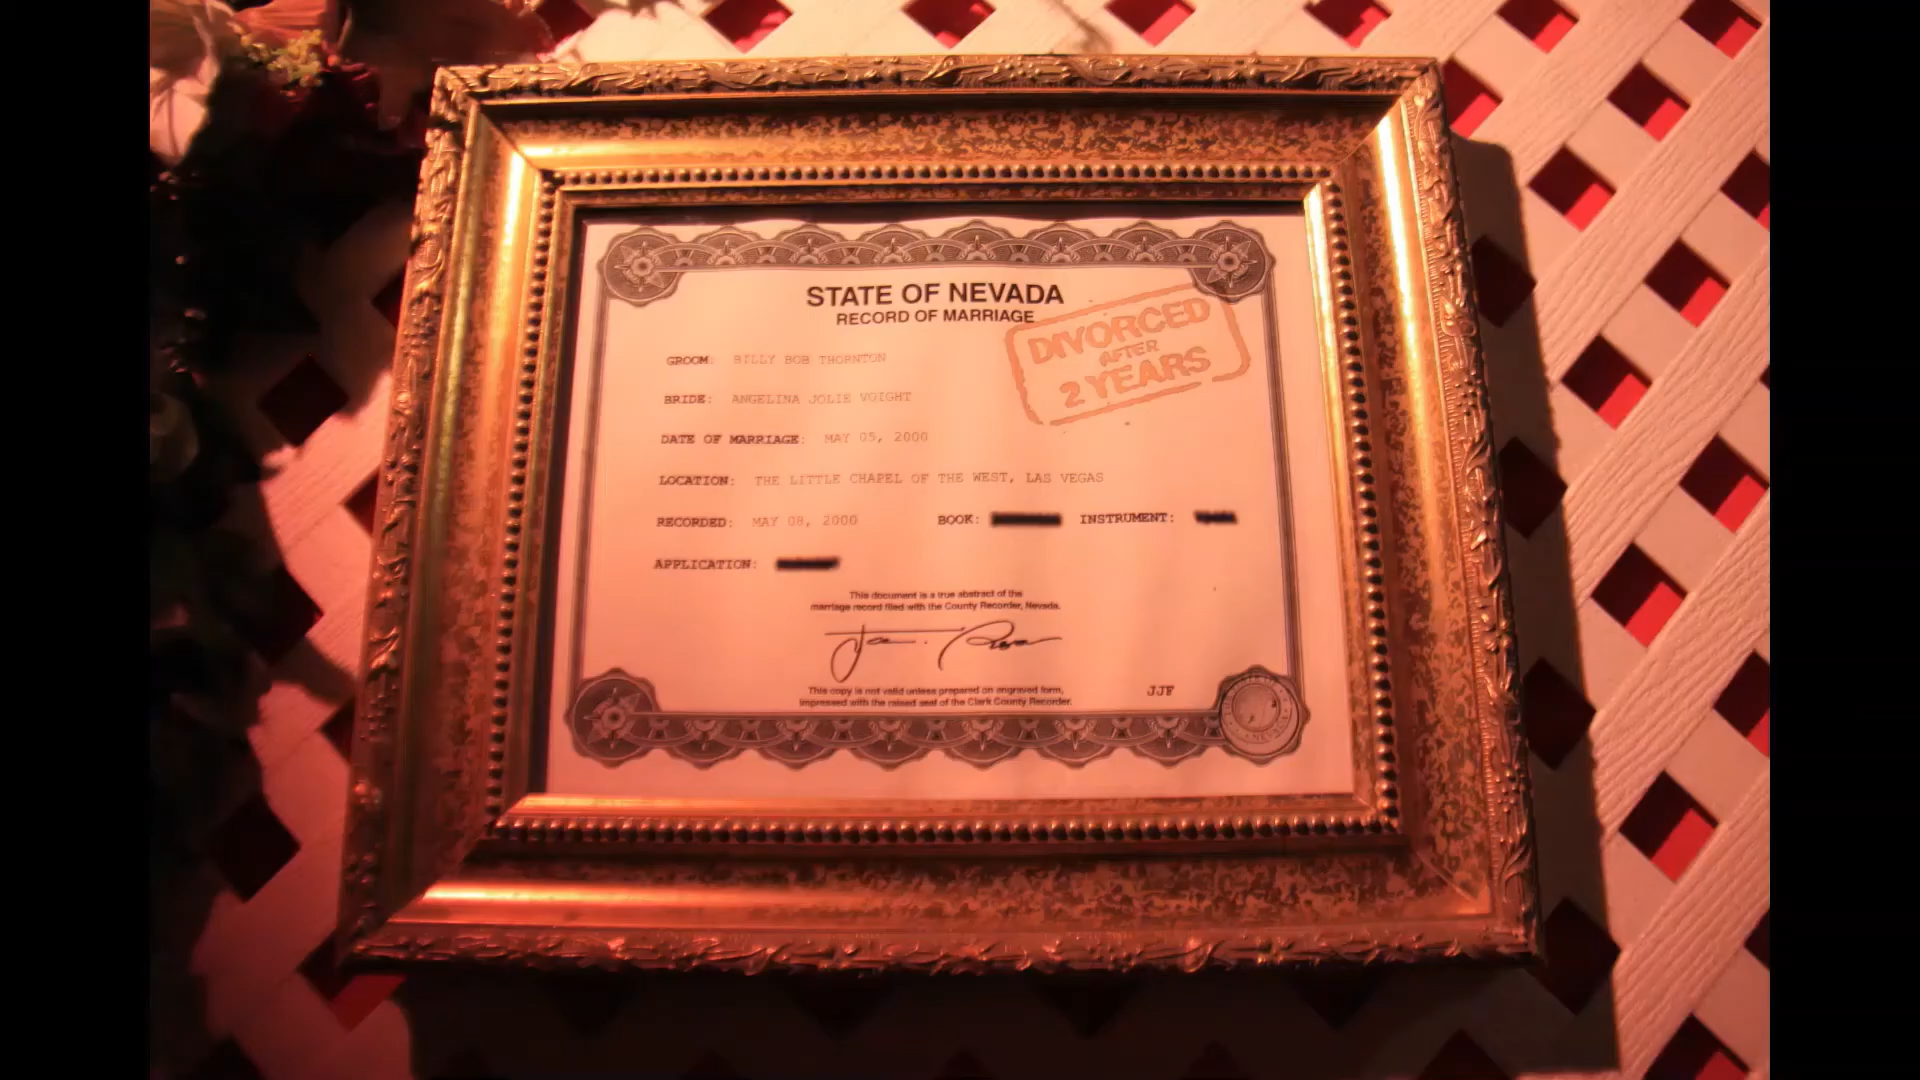 STATE OF NEVADA
RECORD OF MARRIAGE
DIVORCED
AFTER
2 YEARS
GROOM: BILLY BOB THORNTON
BRIDE: ANGELINA JOLIE VOIGHT
DATE OF MARRIAGE: MAY 05, 2000
LOCATION: THE LITTLE CHAPEL OF THE WEST, LAS VEGAS
RECORDED: MAY 08, 2000 BOOK: INSTRUMENT:
APPLICATION:
This document is a true abstract of the
marriage record filed with the County Recorder, Nevada.
This copy is not valid unless prepared on engraved form,
impressed with the raised seal of the Clark County Recorder.
JJF